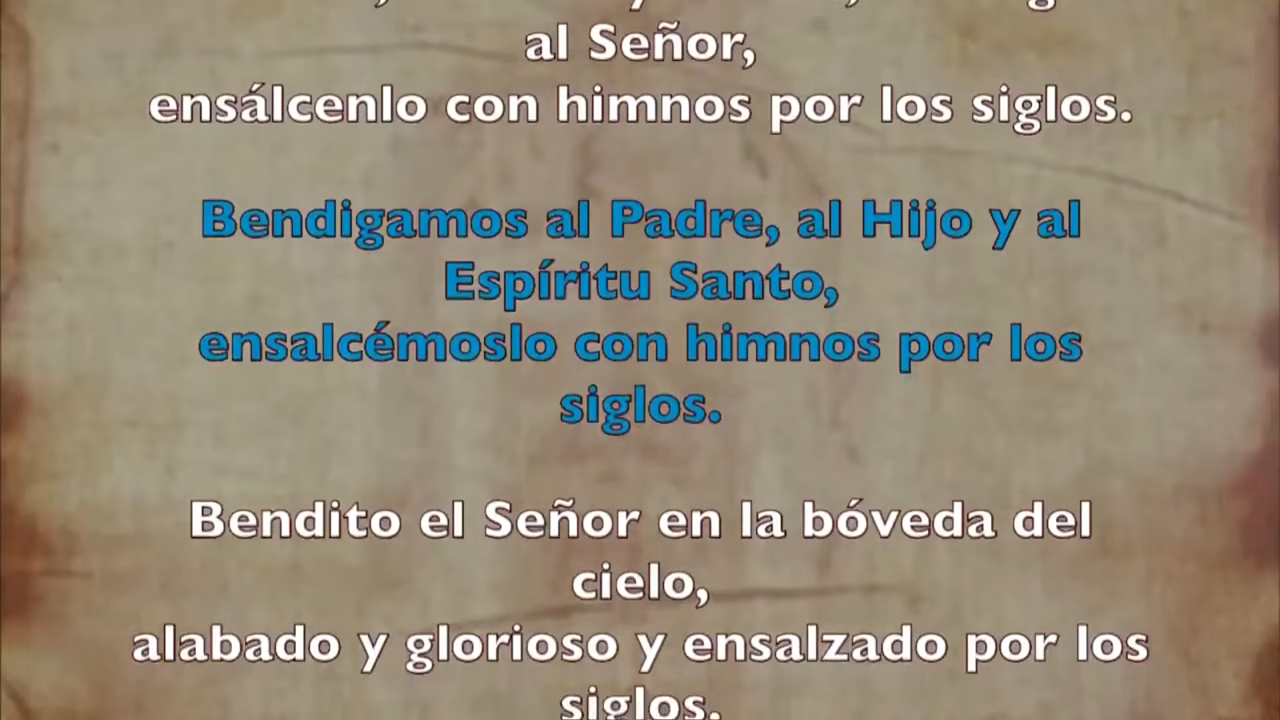 al Señor,
ensálcenlo con himnos por los siglos.
Bendigamos al Padre, al Hijo y al
Espíritu Santo,
ensalcémoslo con himnos por los
siglos.
Bendito el Señor en la bóveda del
cielo,
alabado y glorioso y ensalzado por los
siglos.